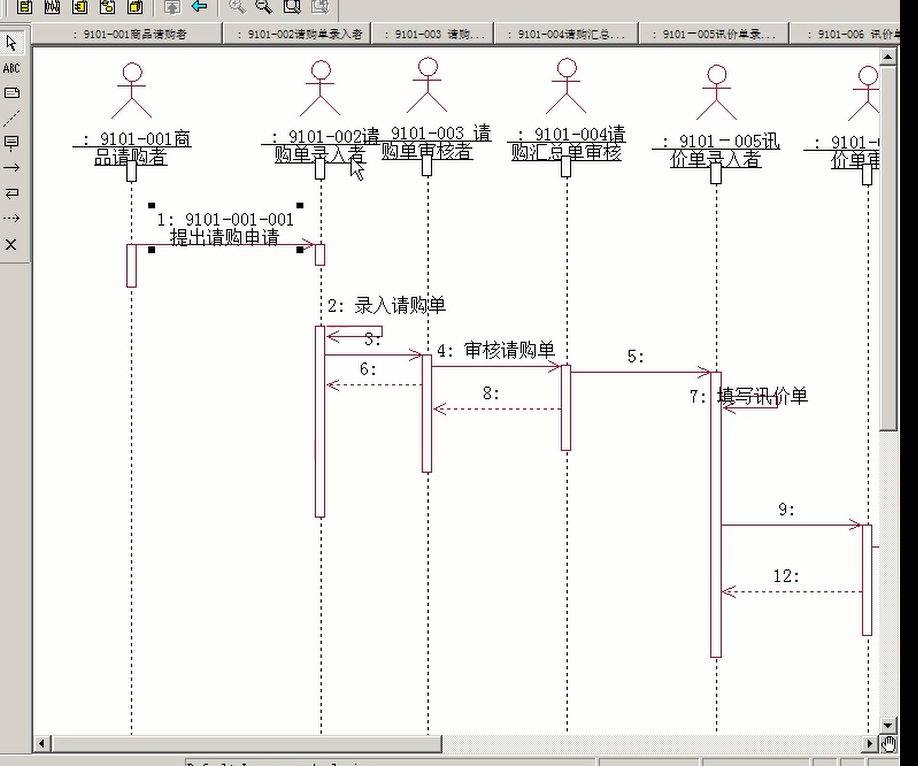 : 9101-001商品请购者
: 9101-002请购单录入者
: 9101-003 请购...
: 9101-004请购汇总...
: 9101-005讯价单录...
: 9101-006 讯价单
ABC
: 9101-001商
品请购者
: 9101-002请
购单录入者
9101-003 请
购单审核者
: 9101-004请
购汇总单审核
: 9101-005讯
价单录入者
: 9101-
价单审
1: 9101-001-001
提出请购申请
2: 录入请购单
3:
4: 审核请购单
5:
6:
7: 填写讯价单
8:
9:
12: